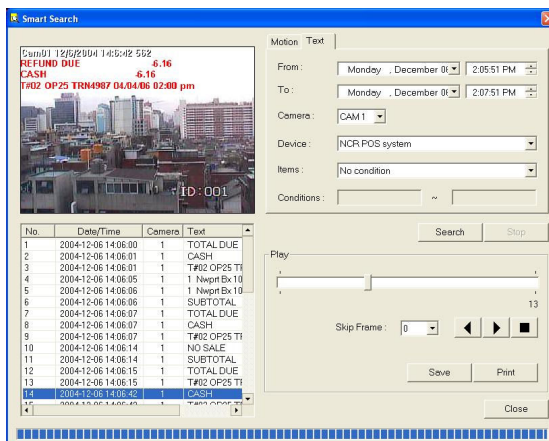 Smart Search
Cam01 12/6/2004 14:6:42 562
REFUND DUE -6.16
CASH -6.16
T#02 OP25 TRN4987 04/04/06 02:00 pm
ID:001
Motion Text
From : Monday , December 06 2:05:51 PM
To : Monday , December 06 2:07:51 PM
Camera : CAM 1
Device : NCR POS system
Items : No condition
Conditions : ~
Search Stop
No. Date/Time Camera Text
1 2004-12-06 14:06:00 1 TOTAL DUE
2 2004-12-06 14:06:01 1 CASH
3 2004-12-06 14:06:01 1 T#02 OP25 TF
4 2004-12-06 14:06:05 1 1 Nwprt Bx 10
5 2004-12-06 14:06:06 1 1 Nwprt Bx 10
6 2004-12-06 14:06:06 1 SUBTOTAL
7 2004-12-06 14:06:07 1 TOTAL DUE
8 2004-12-06 14:06:07 1 CASH
9 2004-12-06 14:06:07 1 T#02 OP25 TF
10 2004-12-06 14:06:14 1 NO SALE
11 2004-12-06 14:06:14 1 SUBTOTAL
12 2004-12-06 14:06:15 1 TOTAL DUE
13 2004-12-06 14:06:15 1 T#02 OP25 TF
14 2004-12-06 14:06:42 1 CASH
Play
13
Skip Frame : 0
Save Print
Close